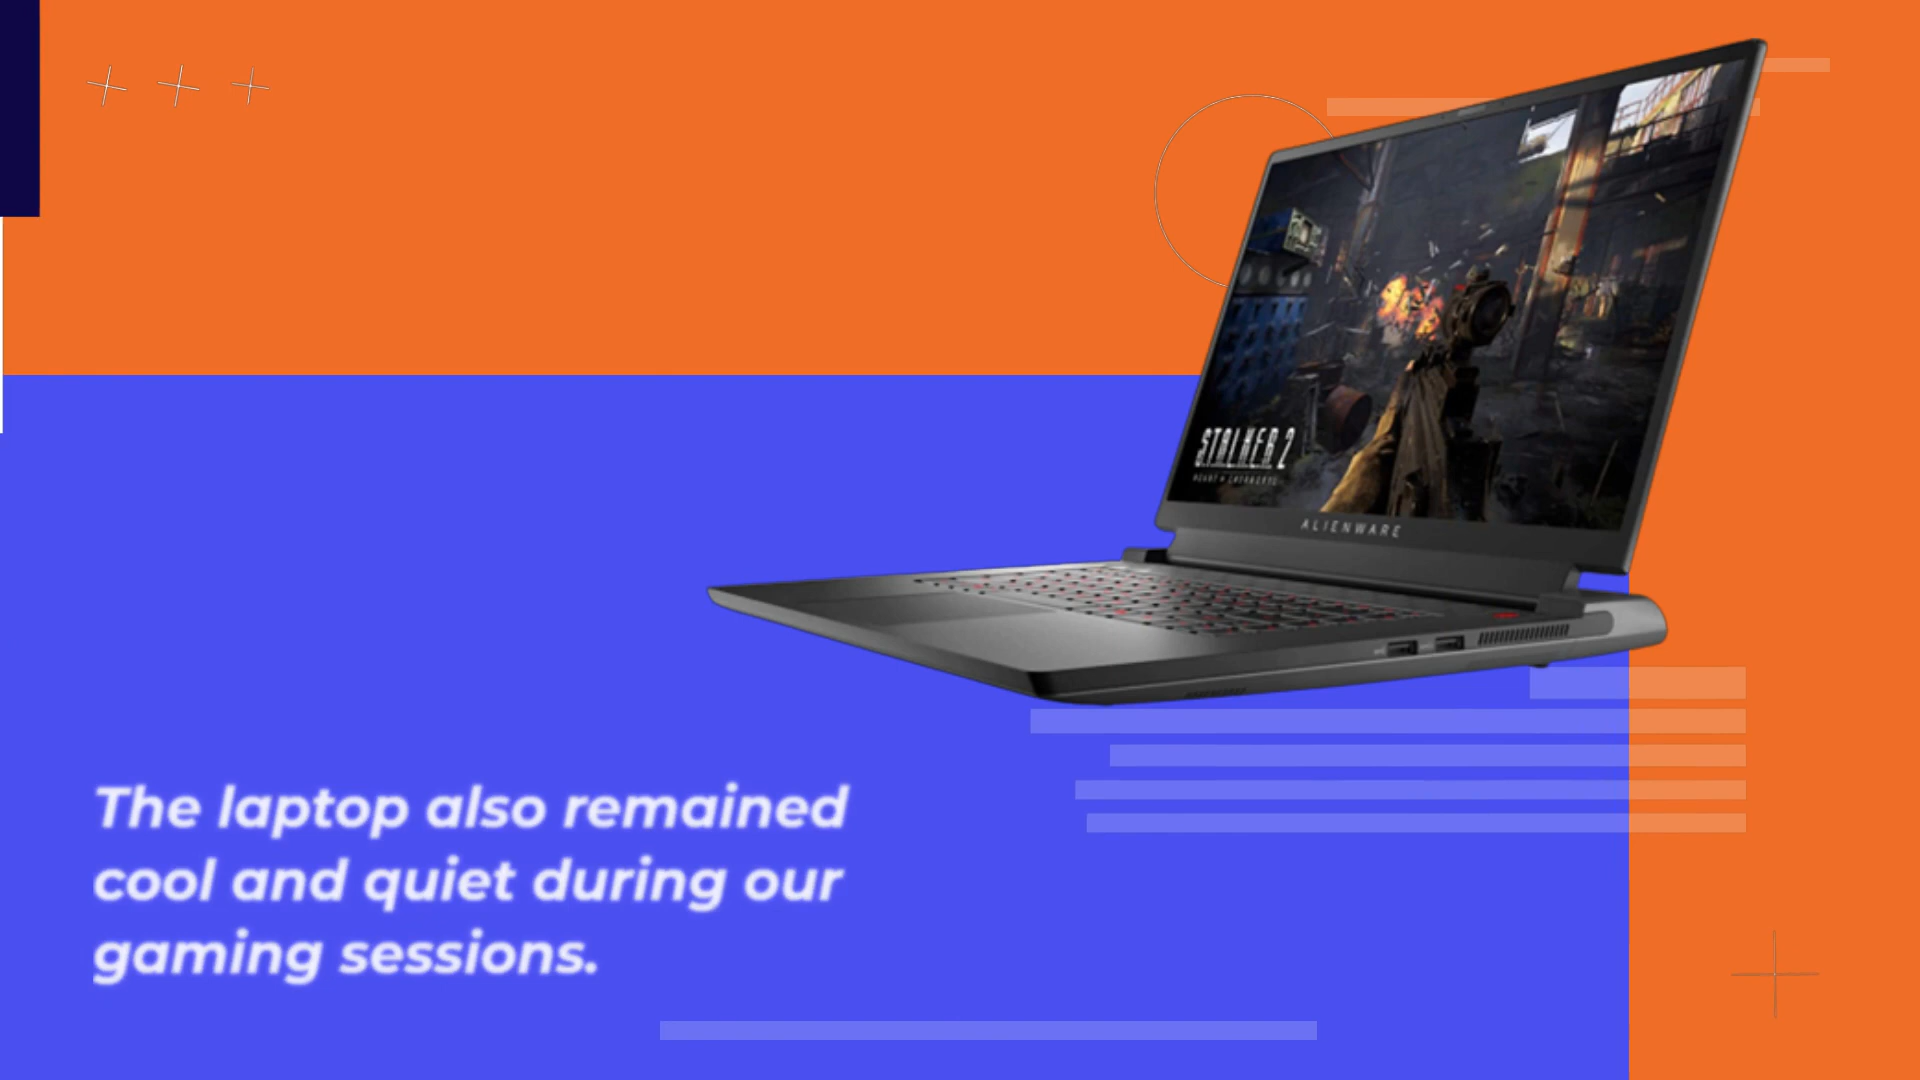 STALKER 2
ALIENWARE
The laptop also remained
cool and quiet during our
gaming sessions.